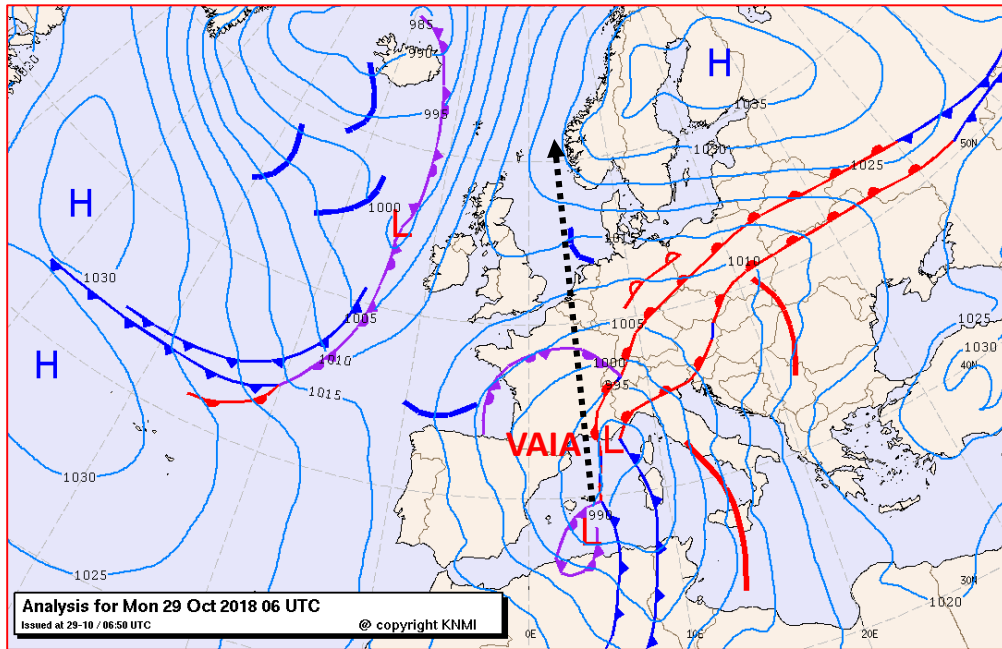 985
990
H
1020
1035
995
1030
50N
1025
1000
L
H
1015
1010
1030
1025
1005
1005
1030
H
1010
1000
40N
995
1015
VAIA
L
1030
990
L
1025
30N
1020
Analysis for Mon 29 Oct 2018 06 UTC
Issued at 29-10 / 06:50 UTC
@ copyright KNMI
0E
10E
20E